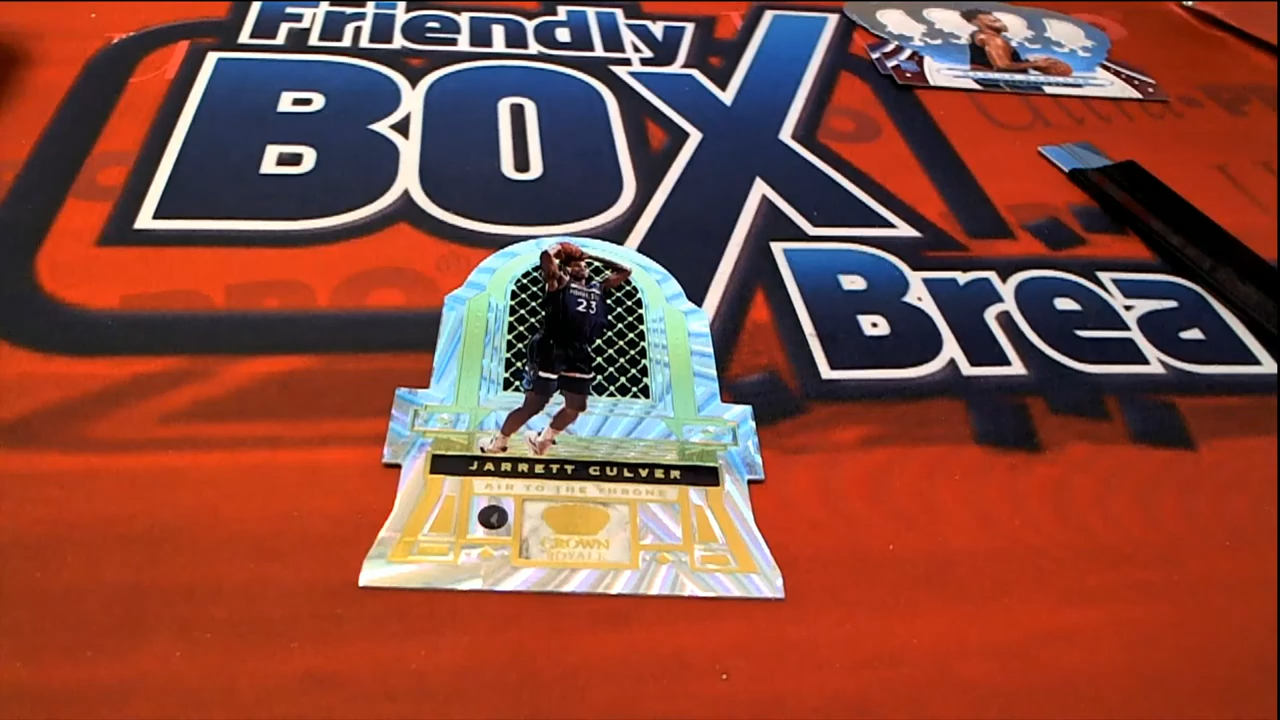 Friendly
BOX
Brea
23
JARRETT CULVER
AIR TO THE THRONE
CROWN
ROYALE